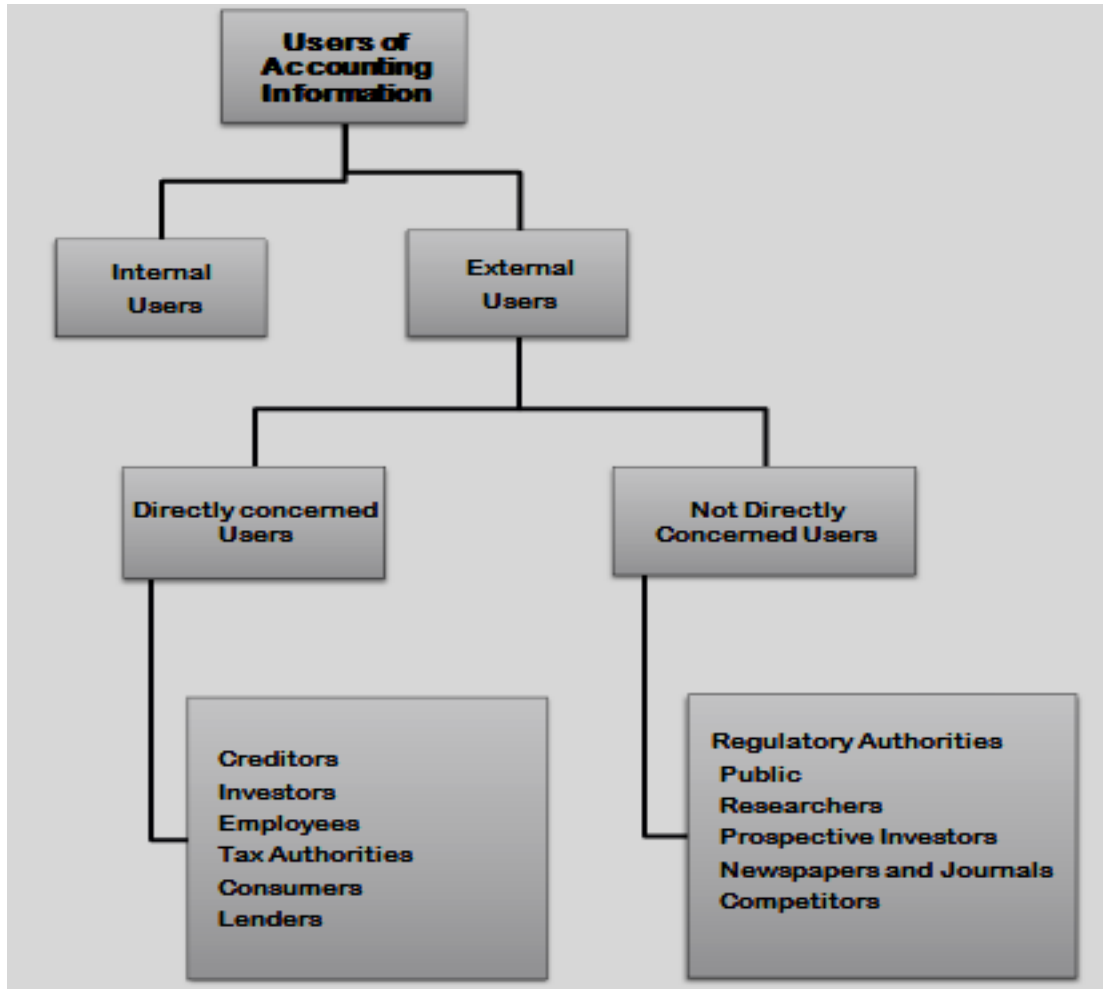 Users of
Accounting
Information
Internal
Users
External
Users
Directly concerned
Users
Not Directly
Concerned Users
Creditors
Investors
Employees
Tax Authorities
Consumers
Lenders
Regulatory Authorities
Public
Researchers
Prospective Investors
Newspapers and Journals
Competitors